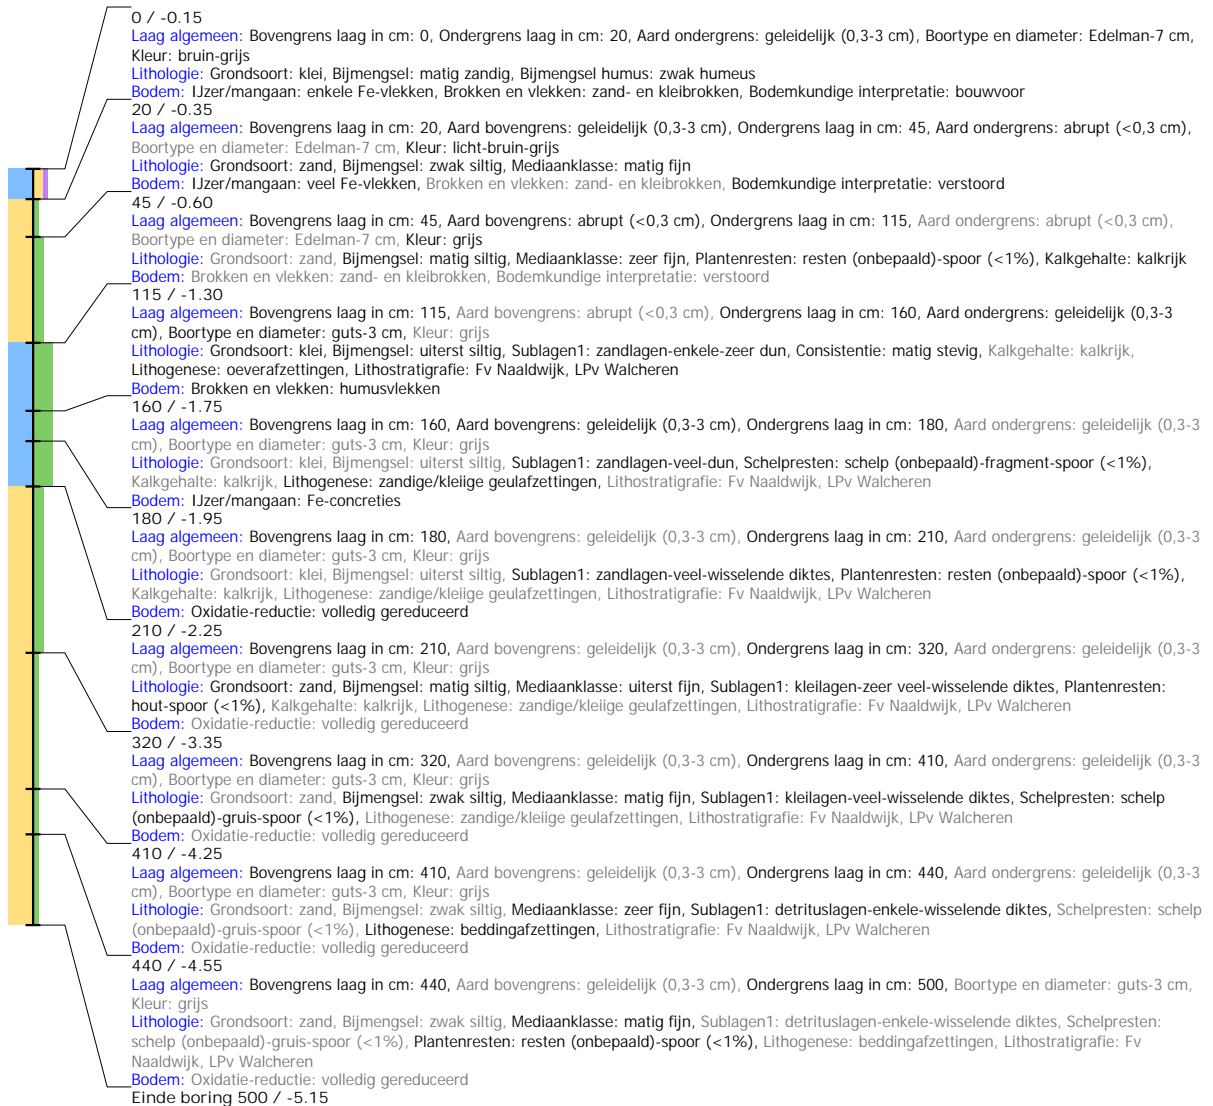 0 / -0.15
Laag algemeen: Bovengrens laag in cm: 0, Ondergrens laag in cm: 20, Aard ondergrens: geleidelijk (0,3-3 cm), Boortype en diameter: Edelman-7 cm,
Kleur: bruin-grijs
Lithologie: Grondsoort: klei, Bijmengsel: matig zandig, Bijmengsel humus: zwak humeus
Bodem: IJzer/mangaan: enkele Fe-vlekken, Brokken en vlekken: zand- en kleibrokken, Bodemkundige interpretatie: bouwvoor
20 / -0.35
Laag algemeen: Bovengrens laag in cm: 20, Aard bovengrens: geleidelijk (0,3-3 cm), Ondergrens laag in cm: 45, Aard ondergrens: abrupt (<0,3 cm),
Boortype en diameter: Edelman-7 cm, Kleur: licht-bruin-grijs
Lithologie: Grondsoort: zand, Bijmengsel: zwak siltig, Mediaanklasse: matig fijn
Bodem: IJzer/mangaan: veel Fe-vlekken, Brokken en vlekken: zand- en kleibrokken, Bodemkundige interpretatie: verstoord
45 / -0.60
Laag algemeen: Bovengrens laag in cm: 45, Aard bovengrens: abrupt (<0,3 cm), Ondergrens laag in cm: 115, Aard ondergrens: abrupt (<0,3 cm),
Boortype en diameter: Edelman-7 cm, Kleur: grijs
Lithologie: Grondsoort: zand, Bijmengsel: matig siltig, Mediaanklasse: zeer fijn, Plantenresten: resten (onbepaald)-spoor (<1%), Kalkgehalte: kalkrijk
Bodem: Brokken en vlekken: zand- en kleibrokken, Bodemkundige interpretatie: verstoord
115 / -1.30
Laag algemeen: Bovengrens laag in cm: 115, Aard bovengrens: abrupt (<0,3 cm), Ondergrens laag in cm: 160, Aard ondergrens: geleidelijk (0,3-3
cm), Boortype en diameter: guts-3 cm, Kleur: grijs
Lithologie: Grondsoort: klei, Bijmengsel: uiterst siltig, Sublagen1: zandlagen-enkele-zeer dun, Consistentie: matig stevig, Kalkgehalte: kalkrijk,
Lithogenese: oeverafzettingen, Lithostratigrafie: Fv Naaldwijk, LPv Walcheren
Bodem: Brokken en vlekken: humusvlekken
160 / -1.75
Laag algemeen: Bovengrens laag in cm: 160, Aard bovengrens: geleidelijk (0,3-3 cm), Ondergrens laag in cm: 180, Aard ondergrens: geleidelijk (0,3-3
cm), Boortype en diameter: guts-3 cm, Kleur: grijs
Lithologie: Grondsoort: klei, Bijmengsel: uiterst siltig, Sublagen1: zandlagen-veel-dun, Schelpresten: schelp (onbepaald)-fragment-spoor (<1%),
Kalkgehalte: kalkrijk, Lithogenese: zandige/kleiige geulafzettingen, Lithostratigrafie: Fv Naaldwijk, LPv Walcheren
Bodem: IJzer/mangaan: Fe-concreties
180 / -1.95
Laag algemeen: Bovengrens laag in cm: 180, Aard bovengrens: geleidelijk (0,3-3 cm), Ondergrens laag in cm: 210, Aard ondergrens: geleidelijk (0,3-3
cm), Boortype en diameter: guts-3 cm, Kleur: grijs
Lithologie: Grondsoort: klei, Bijmengsel: uiterst siltig, Sublagen1: zandlagen-veel-wisselende diktes, Plantenresten: resten (onbepaald)-spoor (<1%),
Kalkgehalte: kalkrijk, Lithogenese: zandige/kleiige geulafzettingen, Lithostratigrafie: Fv Naaldwijk, LPv Walcheren
Bodem: Oxidatie-reductie: volledig gereduceerd
210 / -2.25
Laag algemeen: Bovengrens laag in cm: 210, Aard bovengrens: geleidelijk (0,3-3 cm), Ondergrens laag in cm: 320, Aard ondergrens: geleidelijk (0,3-3
cm), Boortype en diameter: guts-3 cm, Kleur: grijs
Lithologie: Grondsoort: zand, Bijmengsel: matig siltig, Mediaanklasse: uiterst fijn, Sublagen1: kleilagen-zeer veel-wisselende diktes, Plantenresten:
hout-spoor (<1%), Kalkgehalte: kalkrijk, Lithogenese: zandige/kleiige geulafzettingen, Lithostratigrafie: Fv Naaldwijk, LPv Walcheren
Bodem: Oxidatie-reductie: volledig gereduceerd
320 / -3.35
Laag algemeen: Bovengrens laag in cm: 320, Aard bovengrens: geleidelijk (0,3-3 cm), Ondergrens laag in cm: 410, Aard ondergrens: geleidelijk (0,3-3
cm), Boortype en diameter: guts-3 cm, Kleur: grijs
Lithologie: Grondsoort: zand, Bijmengsel: zwak siltig, Mediaanklasse: matig fijn, Sublagen1: kleilagen-veel-wisselende diktes, Schelpresten: schelp
(onbepaald)-gruis-spoor (<1%), Lithogenese: zandige/kleiige geulafzettingen, Lithostratigrafie: Fv Naaldwijk, LPv Walcheren
Bodem: Oxidatie-reductie: volledig gereduceerd
410 / -4.25
Laag algemeen: Bovengrens laag in cm: 410, Aard bovengrens: geleidelijk (0,3-3 cm), Ondergrens laag in cm: 440, Aard ondergrens: geleidelijk (0,3-3
cm), Boortype en diameter: guts-3 cm, Kleur: grijs
Lithologie: Grondsoort: zand, Bijmengsel: zwak siltig, Mediaanklasse: zeer fijn, Sublagen1: detrituslagen-enkele-wisselende diktes, Schelpresten: schelp
(onbepaald)-gruis-spoor (<1%), Lithogenese: beddingafzettingen, Lithostratigrafie: Fv Naaldwijk, LPv Walcheren
Bodem: Oxidatie-reductie: volledig gereduceerd
440 / -4.55
Laag algemeen: Bovengrens laag in cm: 440, Aard bovengrens: geleidelijk (0,3-3 cm), Ondergrens laag in cm: 500, Boortype en diameter: guts-3 cm,
Kleur: grijs
Lithologie: Grondsoort: zand, Bijmengsel: zwak siltig, Mediaanklasse: matig fijn, Sublagen1: detrituslagen-enkele-wisselende diktes, Schelpresten:
schelp (onbepaald)-gruis-spoor (<1%), Plantenresten: resten (onbepaald)-spoor (<1%), Lithogenese: beddingafzettingen, Lithostratigrafie: Fv
Naaldwijk, LPv Walcheren
Bodem: Oxidatie-reductie: volledig gereduceerd
Einde boring 500 / -5.15